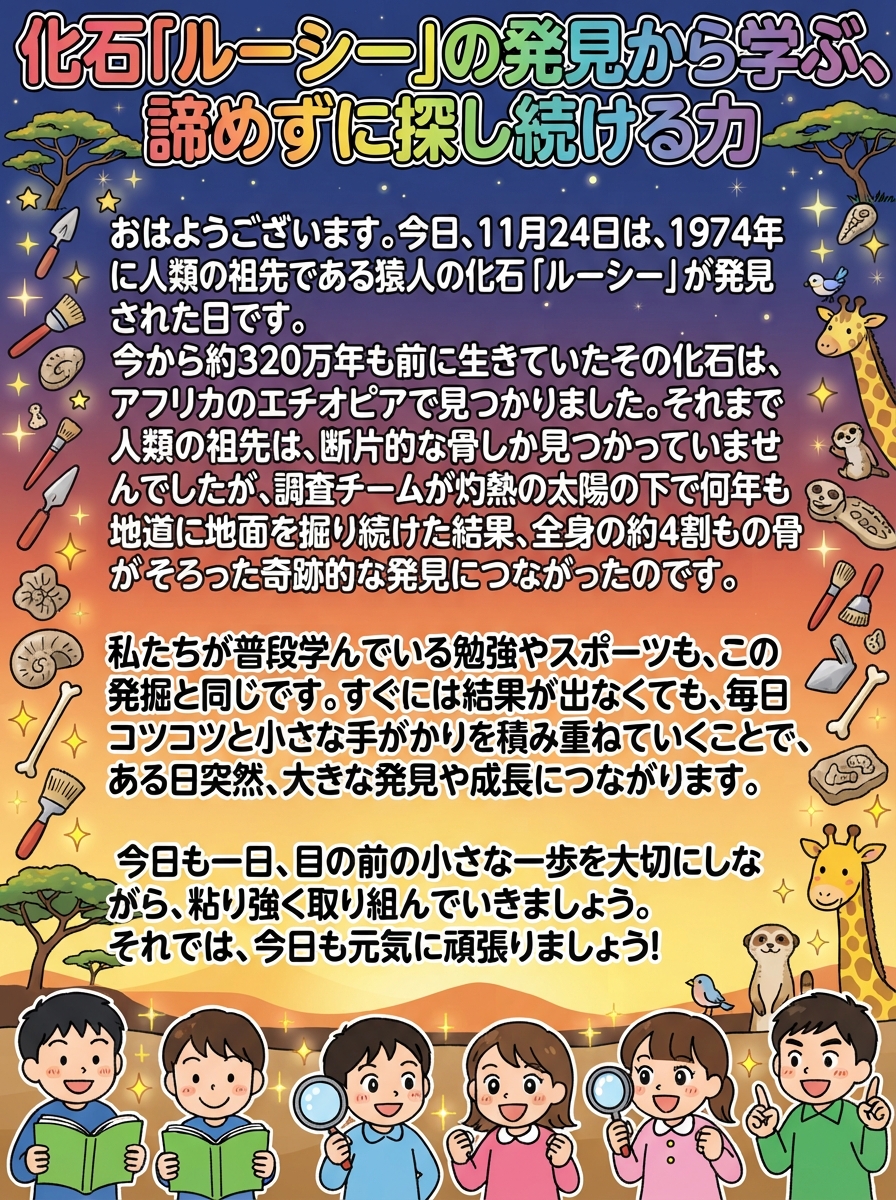 化石「ルーシー」の発見から学ぶ、
諦めずに探し続ける力
おはようございます。今日、11月24日は、1974年
に人類の祖先である猿人の化石「ルーシー」が発見
された日です。
今から約320万年も前に生きていたその化石は、
アフリカのエチオピアで見つかりました。それまで
人類の祖先は、断片的な骨しか見つかっていませ
んでしたが、調査チームが灼熱の太陽の下で何年も
地道に地面を掘り続けた結果、全身の約4割もの骨
がそろった奇跡的な発見につながったのです。
私たちが普段学んでいる勉強やスポーツも、この
発掘と同じです。すぐには結果が出なくても、毎日
コツコツと小さな手がかりを積み重ねていくことで、
ある日突然、大きな発見や成長につながります。
今日も一日、目の前の小さな一歩を大切にしな
がら、粘り強く取り組んでいきましょう。
それでは、今日も元気に頑張りましょう!